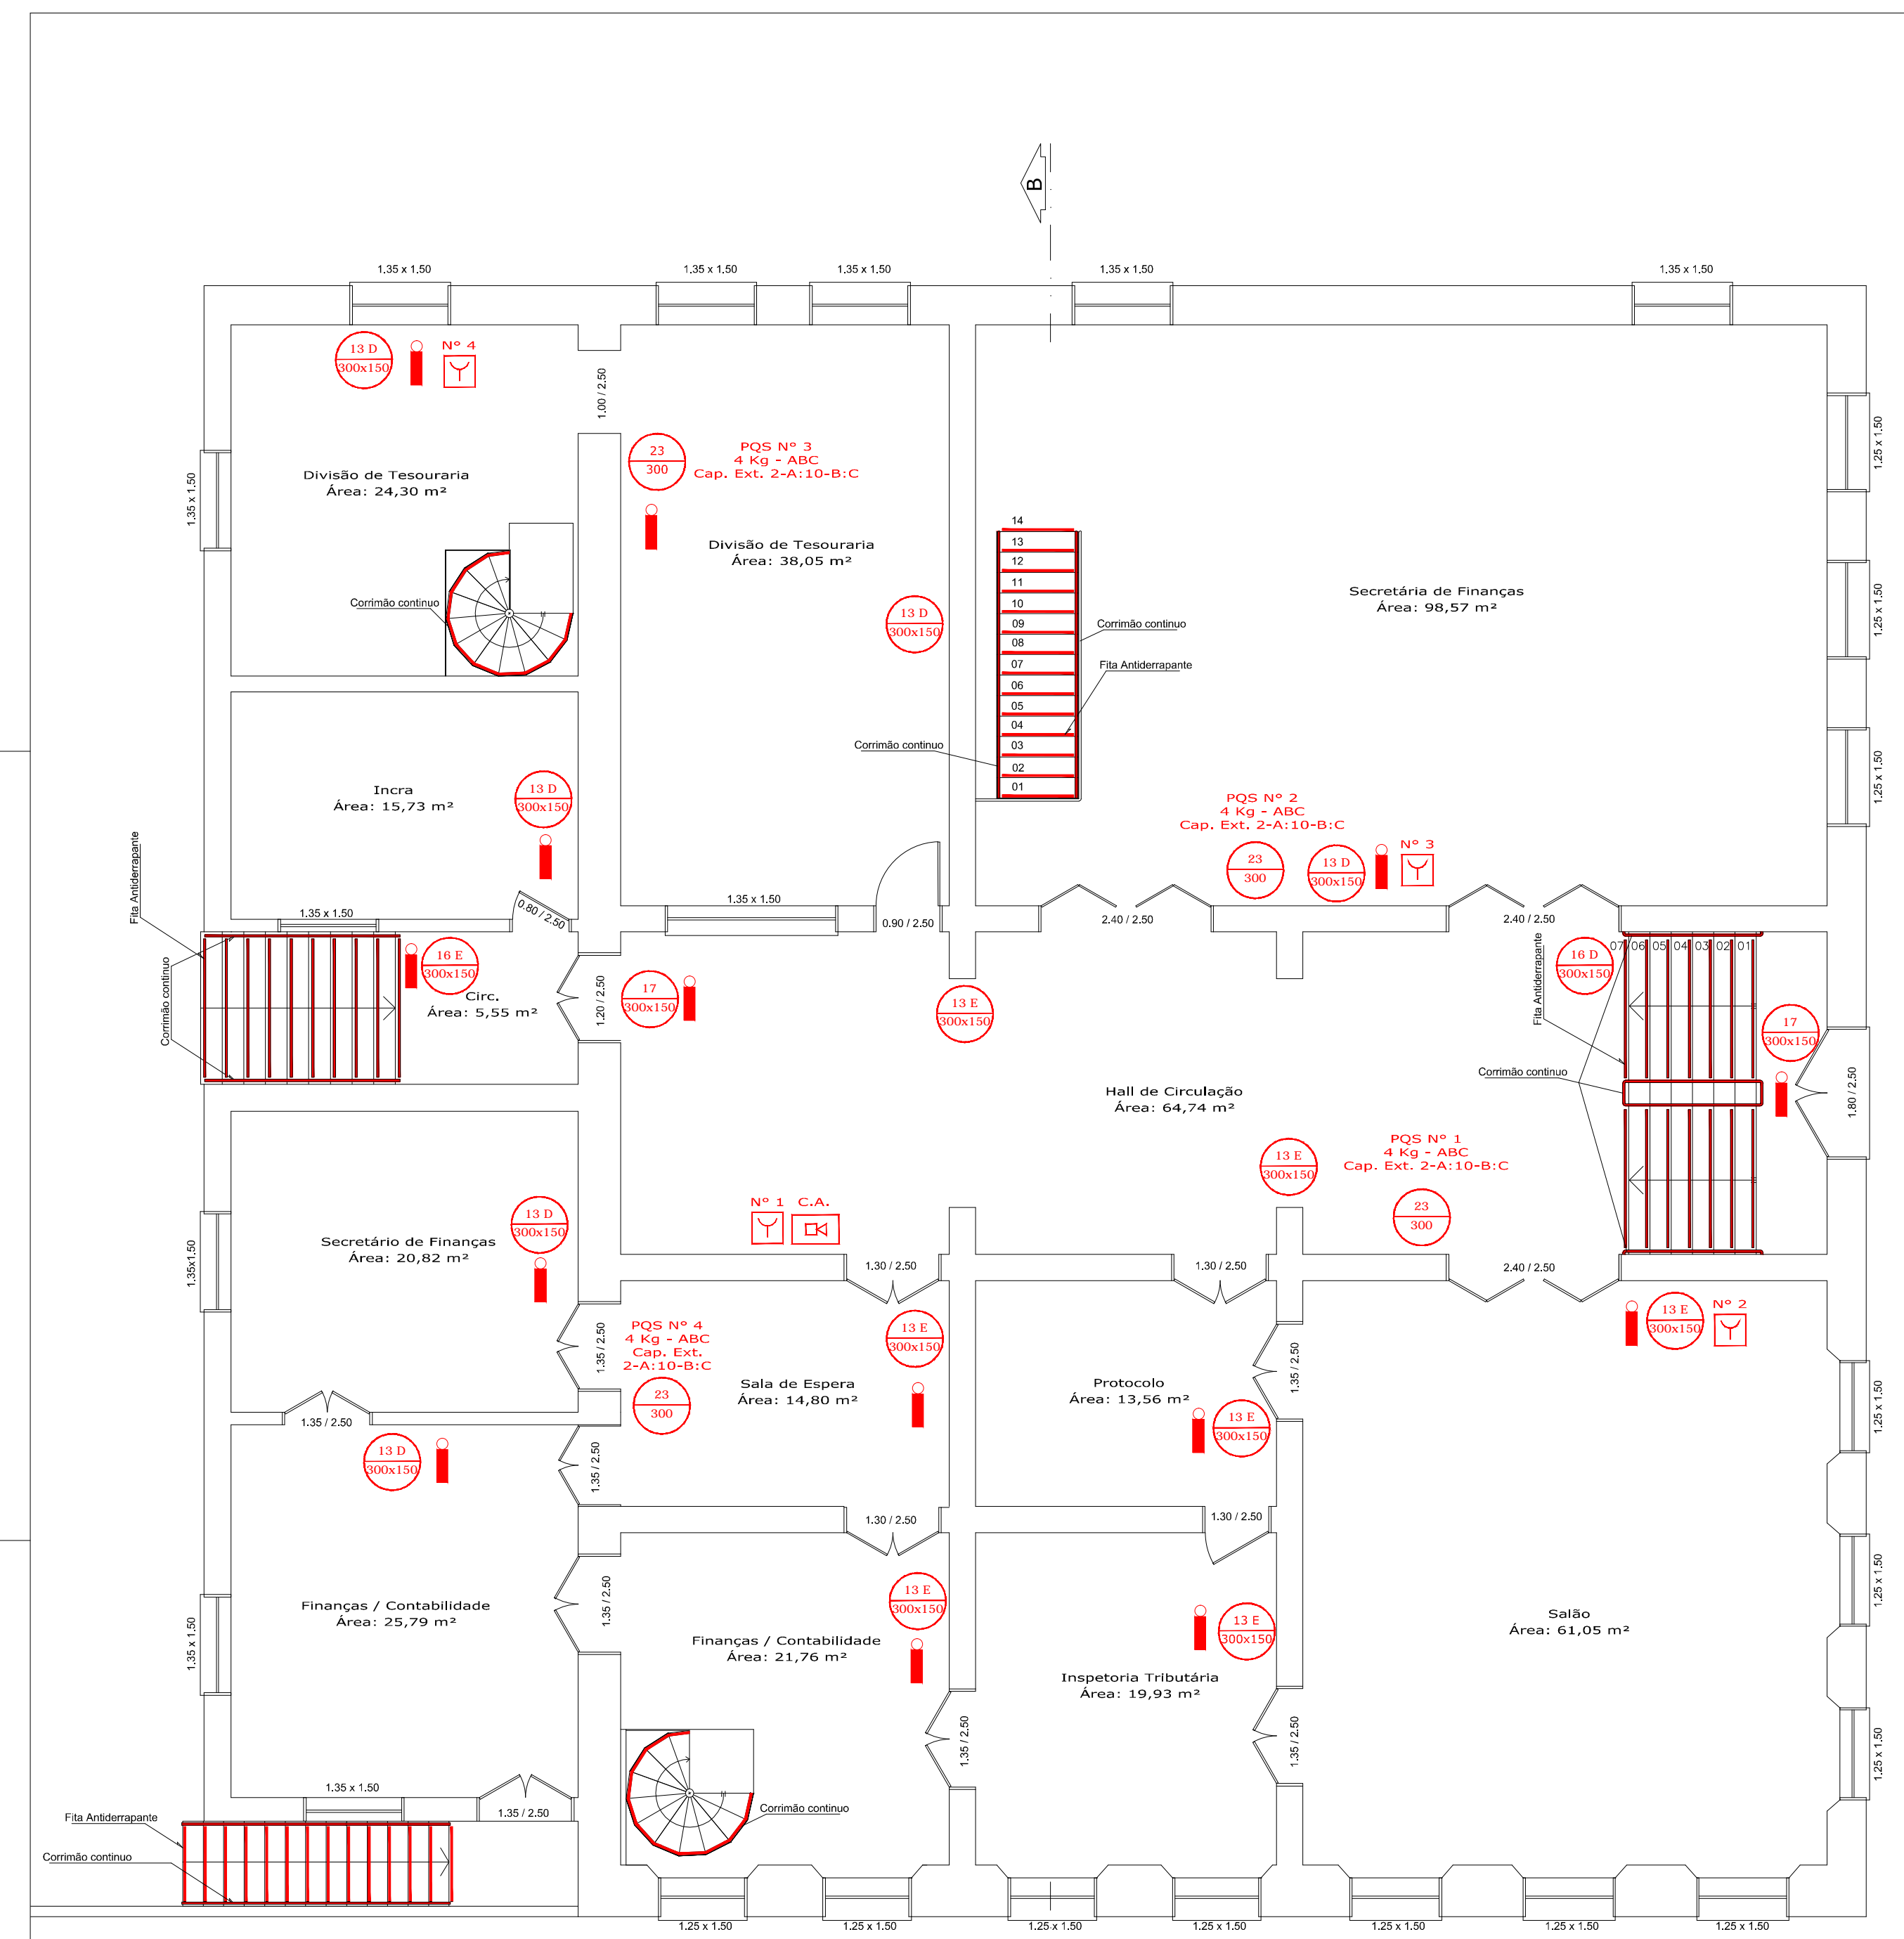 B
1.35 x 1.50
1.35 x 1.50
1.35 x 1.50
1.35 x 1.50
1.35 x 1.50
13 D
300x150
N° 4
1.00 / 2.50
23
300
PQS N° 3
4 Kg - ABC
Cap. Ext. 2-A:10-B:C
1.35 x 1.50
Divisão de Tesouraria
Área: 24,30 m²
Divisão de Tesouraria
Área: 38,05 m²
Corrimão continuo
H
13 D
300x150
14
13
12
11
10
09
08
07
06
05
04
03
02
01
Corrimão continuo
Fita Antiderrapante
Corrimão continuo
Secretária de Finanças
Área: 98,57 m²
1.25 x 1.50
1.25 x 1.50
1.25 x 1.50
Incra
Área: 15,73 m²
13 D
300x150
PQS N° 2
4 Kg - ABC
Cap. Ext. 2-A:10-B:C
23
300
13 D
300x150
N° 3
Fita Antiderrapante
Corrimão continuo
1.35 x 1.50
0.80 / 2.50
1.35 x 1.50
0.90 / 2.50
2.40 / 2.50
2.40 / 2.50
16 E
300x150
Circ.
Área: 5,55 m²
1.20 / 2.50
17
300x150
13 E
300x150
16 D
300x150
07
06
05
04
03
02
01
Fita Antiderrapante
Corrimão continuo
17
300x150
1.80 / 2.50
Hall de Circulação
Área: 64,74 m²
13 E
300x150
PQS N° 1
4 Kg - ABC
Cap. Ext. 2-A:10-B:C
23
300
N° 1
C.A.
Secretário de Finanças
Área: 20,82 m²
13 D
300x150
1.35x1.50
1.30 / 2.50
1.30 / 2.50
2.40 / 2.50
PQS N° 4
4 Kg - ABC
Cap. Ext.
2-A:10-B:C
23
300
1.35 / 2.50
13 E
300x150
Sala de Espera
Área: 14,80 m²
Protocolo
Área: 13,56 m²
13 E
300x150
1.35 / 2.50
13 E
300x150
N° 2
1.25 x 1.50
1.35 / 2.50
13 D
300x150
1.35 / 2.50
1.30 / 2.50
1.30 / 2.50
1.25 x 1.50
Finanças / Contabilidade
Área: 25,79 m²
1.35 x 1.50
1.35 / 2.50
13 E
300x150
Finanças / Contabilidade
Área: 21,76 m²
13 E
300x150
Inspetoria Tributária
Área: 19,93 m²
Salão
Área: 61,05 m²
1.35 / 2.50
1.35 / 2.50
1.25 x 1.50
1.35 x 1.50
1.35 / 2.50
H
Corrimão continuo
Fita Antiderrapante
Corrimão continuo
1.25 x 1.50
1.25 x 1.50
1.25 x 1.50
1.25 x 1.50
1.25 x 1.50
1.25 x 1.50
1.25 x 1.50